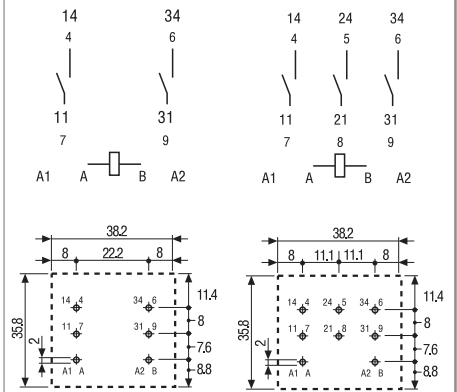 14 34 14 24 34
4 6 4 5 6
11 31 11 21 31
7 9 7 8 9
A1 A B A2 A1 A B A2
38.2 38.2
8 22.2 8 8 11.1 11.1 8
14 4 34 6 11.4 14 4 24 5 34 6 11.4
35.8 8 35.8 8
11 7 31 9 11 7 21 8 31 9
2 7.6 2 7.6
A1 A A2 B 8.8 A1 A A2 B 8.8